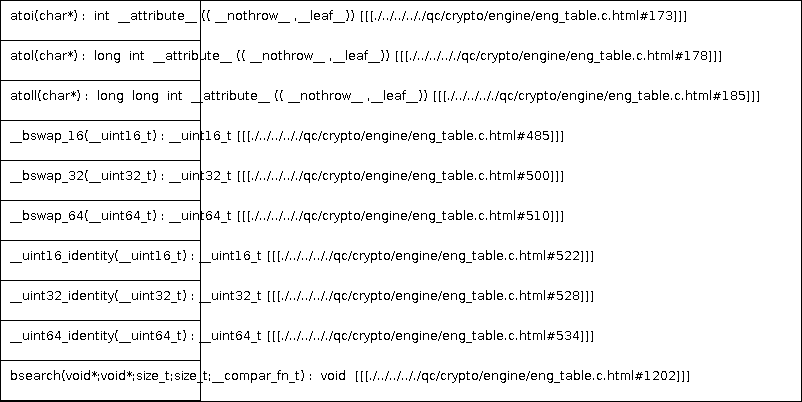 atoi(char*) : int __attribute__ (( __nothrow__ ,__leaf__)) [[[./../../../qc/crypto/engine/eng_table.c.html#173]]]
atol(char*) : long int __attribute__ (( __nothrow__ ,__leaf__)) [[[./../../../qc/crypto/engine/eng_table.c.html#178]]]
atoll(char*) : long long int __attribute__ (( __nothrow__ ,__leaf__)) [[[./../../../qc/crypto/engine/eng_table.c.html#185]]]
__bswap_16(__uint16_t) : __uint16_t [[[./../../../qc/crypto/engine/eng_table.c.html#485]]]
__bswap_32(__uint32_t) : __uint32_t [[[./../../../qc/crypto/engine/eng_table.c.html#500]]]
__bswap_64(__uint64_t) : __uint64_t [[[./../../../qc/crypto/engine/eng_table.c.html#510]]]
__uint16_identity(__uint16_t) : __uint16_t [[[./../../../qc/crypto/engine/eng_table.c.html#522]]]
__uint32_identity(__uint32_t) : __uint32_t [[[./../../../qc/crypto/engine/eng_table.c.html#528]]]
__uint64_identity(__uint64_t) : __uint64_t [[[./../../../qc/crypto/engine/eng_table.c.html#534]]]
bsearch(void*;void*;size_t;size_t;__compar_fn_t) : void [[[./../../../qc/crypto/engine/eng_table.c.html#1202]]]